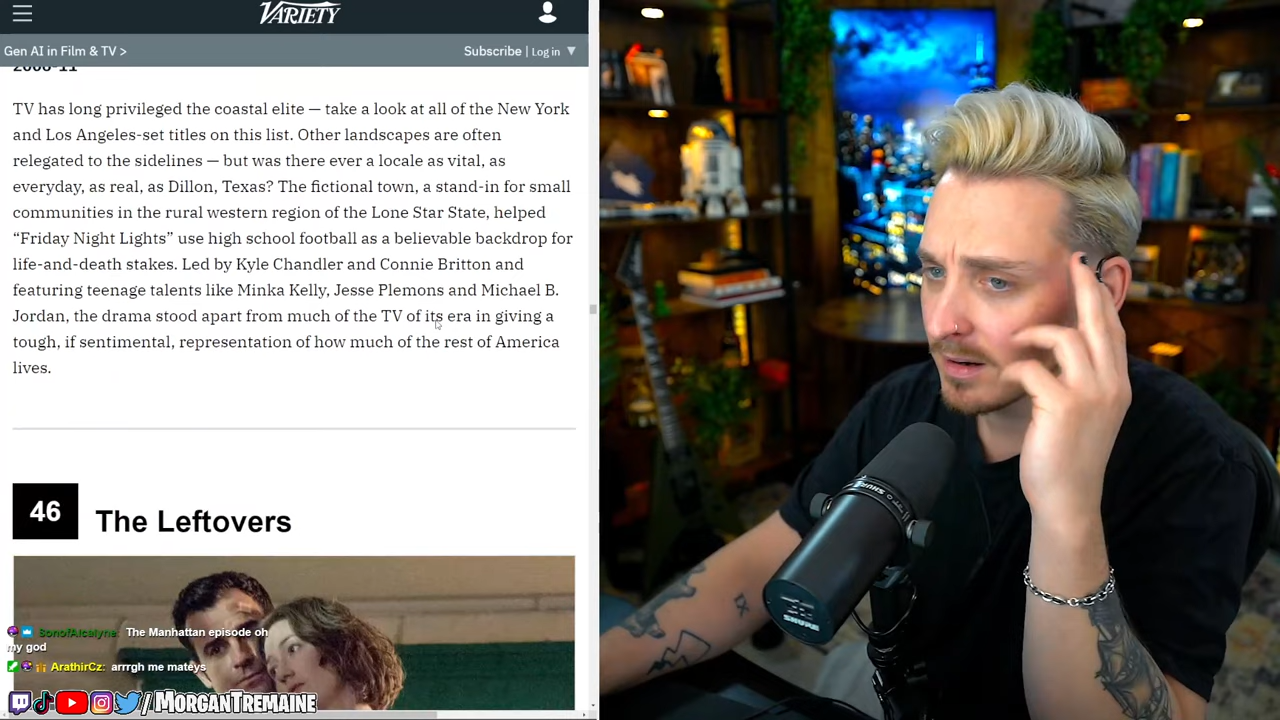 VARIETY
Gen AI in Film & TV >
Subscribe | Log in ▼
2006-11
TV has long privileged the coastal elite — take a look at all of the New York
and Los Angeles-set titles on this list. Other landscapes are often
relegated to the sidelines — but was there ever a locale as vital, as
everyday, as real, as Dillon, Texas? The fictional town, a stand-in for small
communities in the rural western region of the Lone Star State, helped
“Friday Night Lights” use high school football as a believable backdrop for
life-and-death stakes. Led by Kyle Chandler and Connie Britton and
featuring teenage talents like Minka Kelly, Jesse Plemons and Michael B.
Jordan, the drama stood apart from much of the TV of its era in giving a
tough, if sentimental, representation of how much of the rest of America
lives.
46
The Leftovers
SonofAlcalyne: The Manhattan episode oh
my god
ArathirCz: arrrgh me mateys
/MorganTremaine
SHURE
SHURE